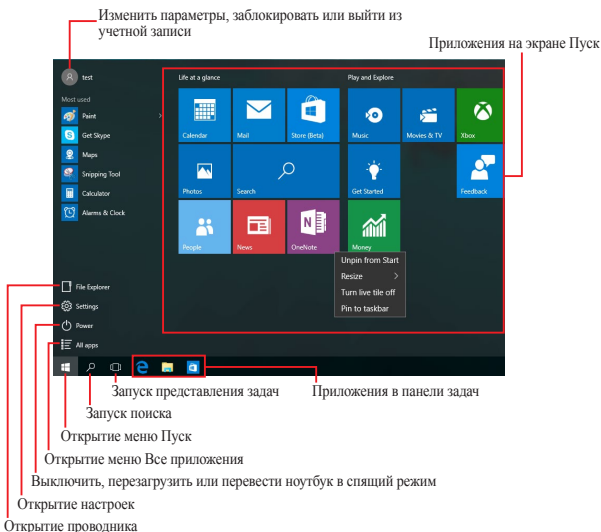 Изменить параметры, заблокировать или выйти из
учетной записи
Приложения на экране Пуск
test
Life at a glance
Play and Explore
Most used
Paint
Get Skype
Maps
Snipping Tool
Calculator
Alarms & Clock
Calendar
Mail
Store (Beta)
Music
Movies & TV
Xbox
Photos
Search
Get Started
Feedback
People
News
OneNote
Money
Unpin from Start
Resize
Turn live tile off
Pin to taskbar
File Explorer
Settings
Power
All apps
Запуск представления задач
Приложения в панели задач
Запуск поиска
Открытие меню Пуск
Открытие меню Все приложения
Выключить, перезагрузить или перевести ноутбук в спящий режим
Открытие настроек
Открытие проводника